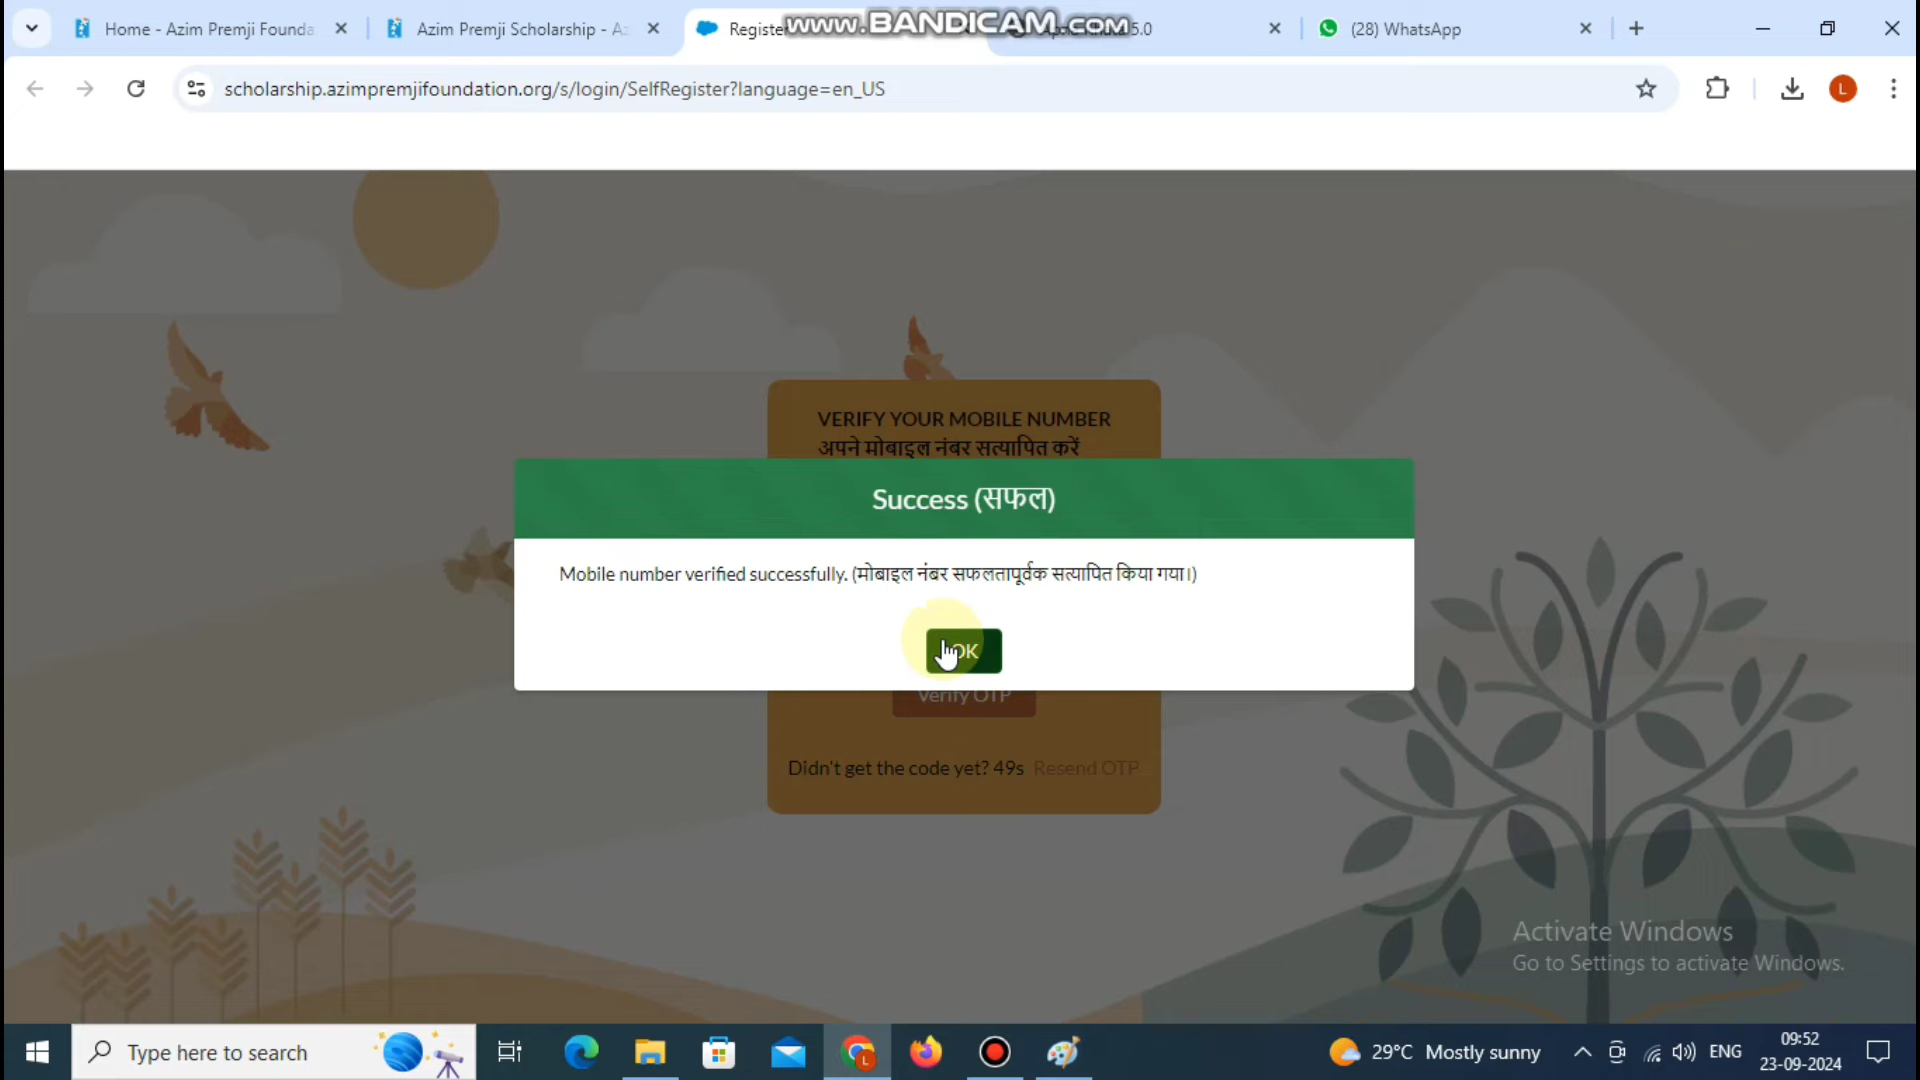 Home - Azim Premji Founda
Azim Premji Scholarship - Az
Registe
www.BANDICAM.com
5.0
(28) WhatsApp
scholarship.azimpremjifoundation.org/s/login/SelfRegister?language=en_US
L
VERIFY YOUR MOBILE NUMBER
अपने मोबाइल नंबर सत्यापित करें
Success (सफल)
Mobile number verified successfully. (मोबाइल नंबर सफलतापूर्वक सत्यापित किया गया।)
OK
Verify OTP
Didn't get the code yet? 49s Resend OTP
Activate Windows
Go to Settings to activate Windows.
Type here to search
L
29°C Mostly sunny
ENG
09:52
23-09-2024